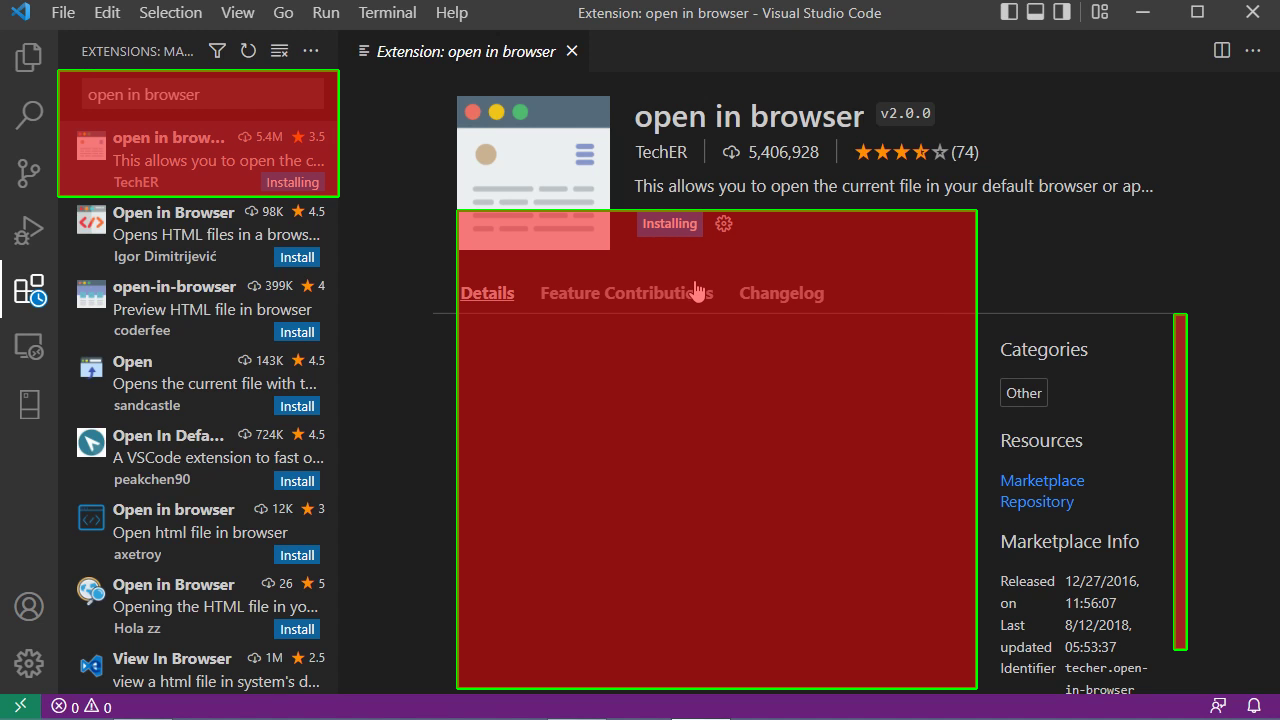 File Edit Selection View Go Run Terminal Help Extension: open in browser - Visual Studio Code
EXTENSIONS: MA... Extension: open in browser
open in browser
open in brow... 5.4M 3.5
This allows you to open the c...
TechER Installing
Open in Browser 98K 4.5
Opens HTML files in a brows...
Igor Dimitrijević Install
open-in-browser 399K 4
Preview HTML file in browser
coderfee Install
Open 143K 4.5
Opens the current file with t...
sandcastle Install
Open In Defa... 724K 4.5
A VSCode extension to fast o...
peakchen90 Install
Open in browser 12K 3
Open html file in browser
axetroy Install
Open in Browser 26 5
Opening the HTML file in yo...
Hola zz Install
View In Browser 1M 2.5
view a html file in system's d...
open in browser v2.0.0
TechER 5,406,928 (74)
This allows you to open the current file in your default browser or ap...
Installing
Details Feature Contributions Changelog
Categories
Other
Resources
Marketplace
Repository
Marketplace Info
Released 12/27/2016,
on 11:56:07
Last 8/12/2018,
updated 05:53:37
Identifier techer.open-
in-browser
0 0